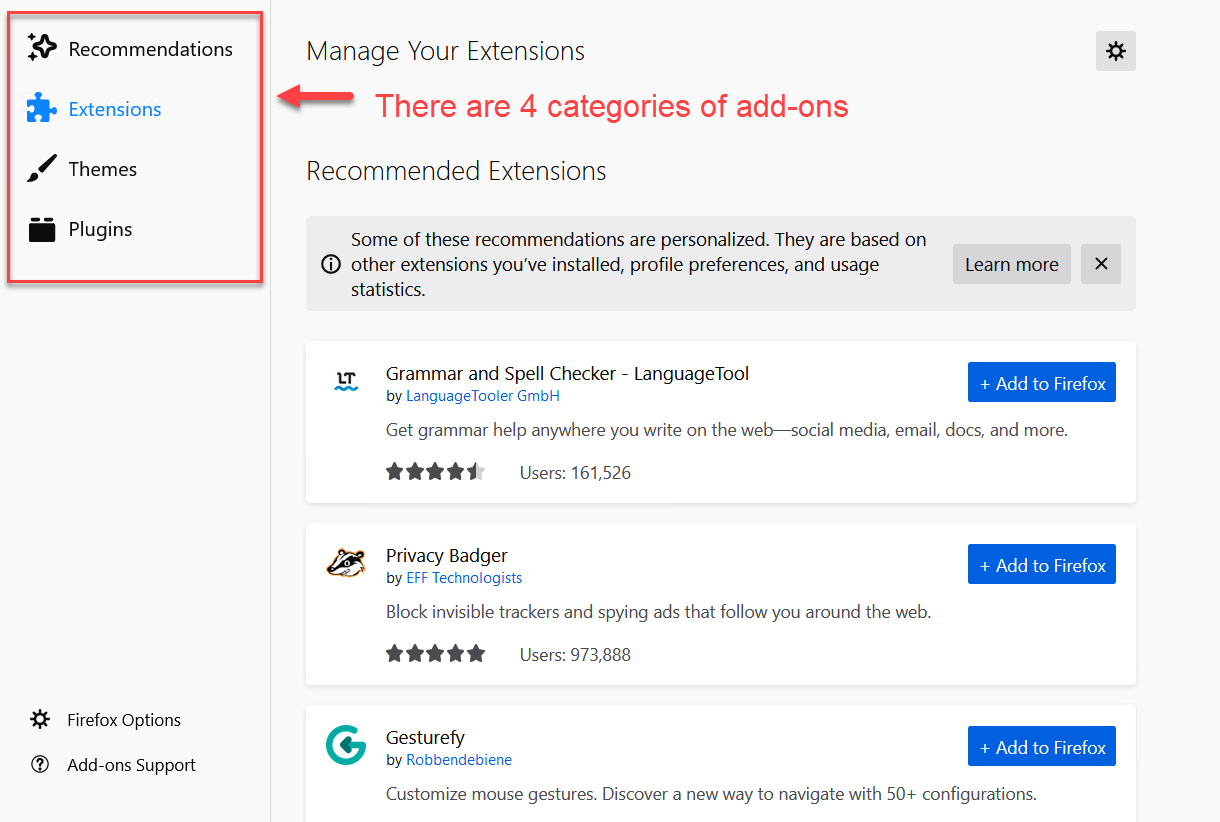 Recommendations
Extensions
Themes
Plugins
Firefox Options
Add-ons Support
Manage Your Extensions
There are 4 categories of add-ons
Recommended Extensions
Some of these recommendations are personalized. They are based on
other extensions you’ve installed, profile preferences, and usage
statistics.
Learn more
LT
Grammar and Spell Checker - LanguageTool
by LanguageTooler GmbH
+ Add to Firefox
Get grammar help anywhere you write on the web—social media, email, docs, and more.
Users: 161,526
Privacy Badger
by EFF Technologists
+ Add to Firefox
Block invisible trackers and spying ads that follow you around the web.
Users: 973,888
Gesturefy
by Robbendebiene
+ Add to Firefox
Customize mouse gestures. Discover a new way to navigate with 50+ configurations.